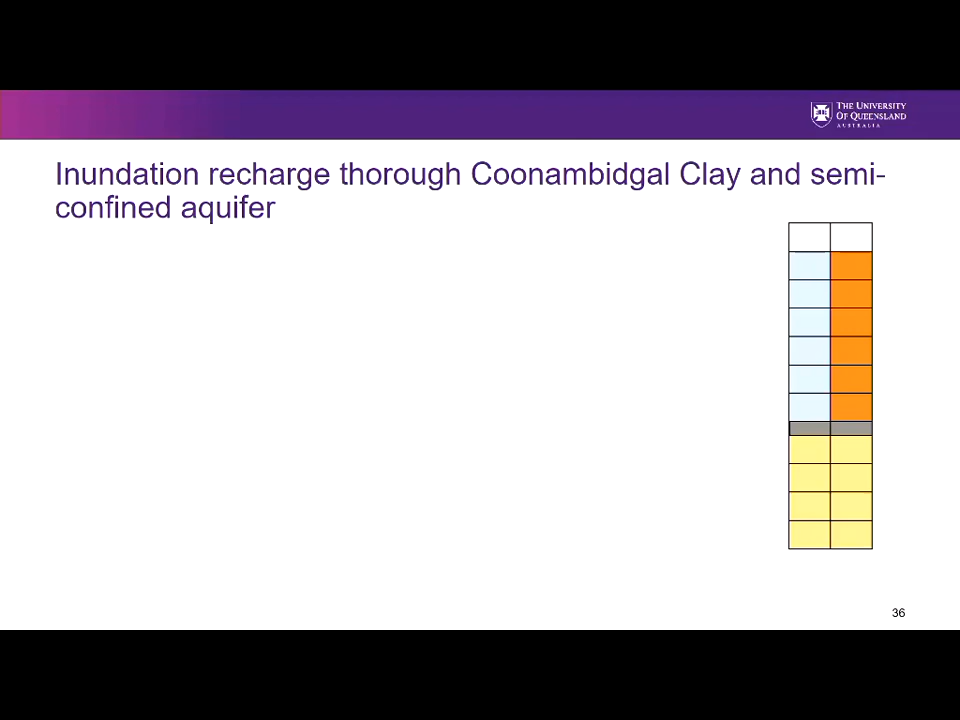 THE UNIVERSITY
OF QUEENSLAND
AUSTRALIA
Inundation recharge thorough Coonambidgal Clay and semi-
confined aquifer
36